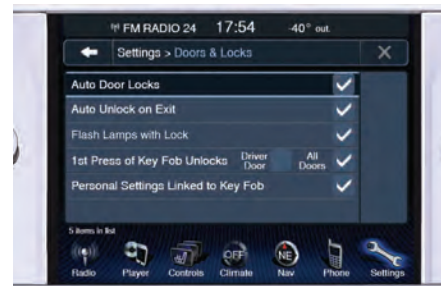 FM RADIO 24 17:54 -40° out
Settings > Doors & Locks
Auto Door Locks
Auto Unlock on Exit
Flash Lamps with Lock
1st Press of Key Fob Unlocks Driver Door All Doors
Personal Settings Linked to Key Fob
5 items in list
OFF NE
Radio Player Controls Climate Nav Phone Settings